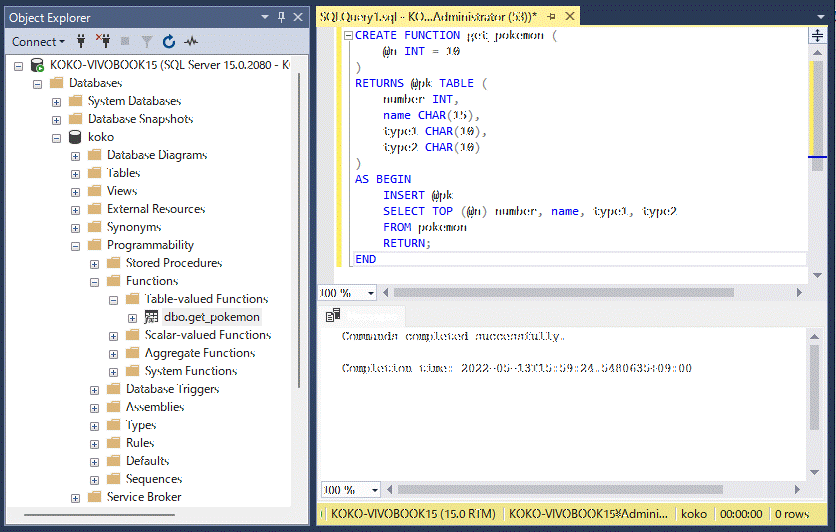 Object Explorer
Connect
KOKO-VIVOBOOK15 (SQL Server 15.0.2080 - K
Databases
System Databases
Database Snapshots
koko
Database Diagrams
Tables
Views
External Resources
Synonyms
Programmability
Stored Procedures
Functions
Table-valued Functions
dbo.get_pokemon
Scalar-valued Functions
Aggregate Functions
System Functions
Database Triggers
Assemblies
Types
Rules
Defaults
Sequences
Service Broker
SQLQuery1.sql - KO...Administrator (53))*
CREATE FUNCTION get_pokemon (
@n INT = 10
)
RETURNS @pk TABLE (
number INT,
name CHAR(15),
type1 CHAR(10),
type2 CHAR(10)
)
AS BEGIN
INSERT @pk
SELECT TOP (@n) number, name, type1, type2
FROM pokemon
RETURN;
END
100 %
Commands completed successfully.
Completion time: 2022-05-13T15:59:24.5480635+09:00
100 %
KOKO-VIVOBOOK15 (15.0 RTM)
KOKO-VIVOBOOK15¥Admini...
koko
00:00:00
0 rows